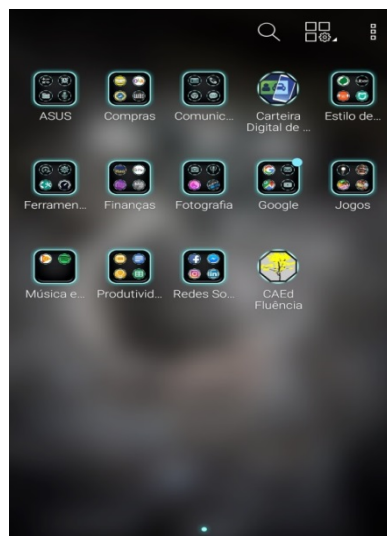 ASUS
Compras
Comunic...
Carteira
Digital de ...
Estilo de...
Ferramen...
Finanças
Fotografia
Google
Jogos
Música e...
Produtivid...
Redes So...
CAEd
Fluência